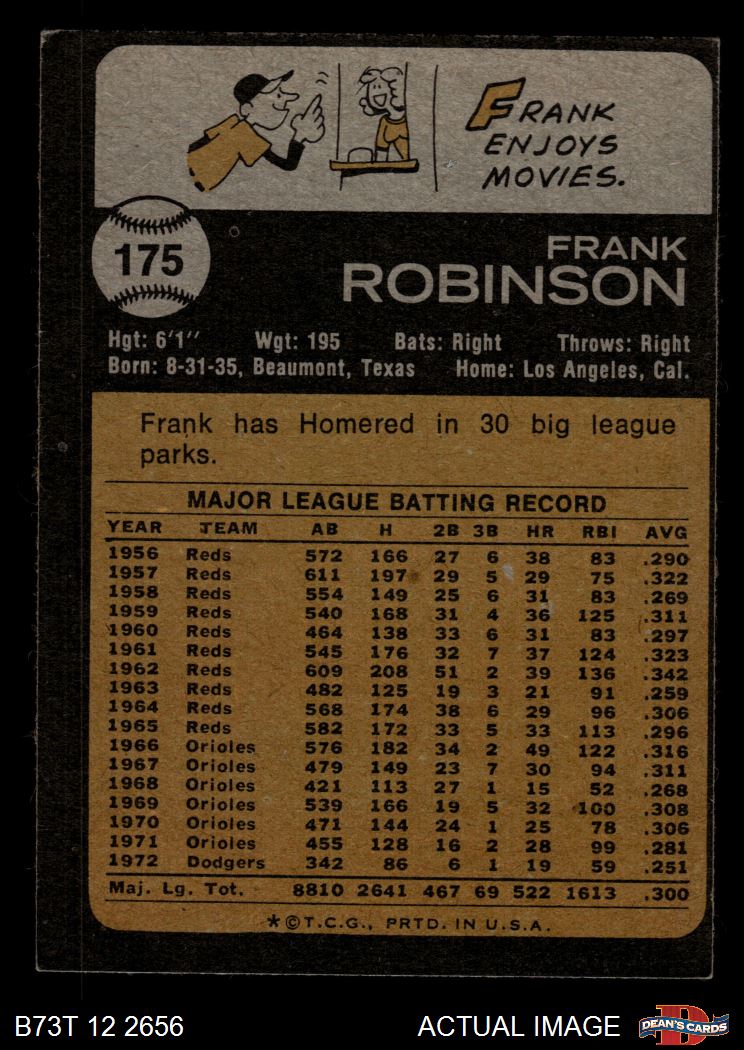 FRANK
ENJOYS
MOVIES.
175
FRANK
ROBINSON
Hgt: 6'1" Wgt: 195 Bats: Right Throws: Right
Born: 8-31-35, Beaumont, Texas Home: Los Angeles, Cal.
Frank has Homered in 30 big league
parks.
MAJOR LEAGUE BATTING RECORD
YEAR TEAM AB H 2B 3B HR RBI AVG
1956 Reds 572 166 27 6 38 83 .290
1957 Reds 611 197 29 5 29 75 .322
1958 Reds 554 149 25 6 31 83 .269
1959 Reds 540 168 31 4 36 125 .311
1960 Reds 464 138 33 6 31 83 .297
1961 Reds 545 176 32 7 37 124 .323
1962 Reds 609 208 51 2 39 136 .342
1963 Reds 482 125 19 3 21 91 .259
1964 Reds 568 174 38 6 29 96 .306
1965 Reds 582 172 33 5 33 113 .296
1966 Orioles 576 182 34 2 49 122 .316
1967 Orioles 479 149 23 7 30 94 .311
1968 Orioles 421 113 27 1 15 52 .268
1969 Orioles 539 166 19 5 32 100 .308
1970 Orioles 471 144 24 1 25 78 .306
1971 Orioles 455 128 16 2 28 99 .281
1972 Dodgers 342 86 6 1 19 59 .251
Maj. Lg. Tot. 8810 2641 467 69 522 1613 .300
*©T.C.G., PRTD. IN U.S.A.
B73T 12 2656 ACTUAL IMAGE DEAN'S CARDS